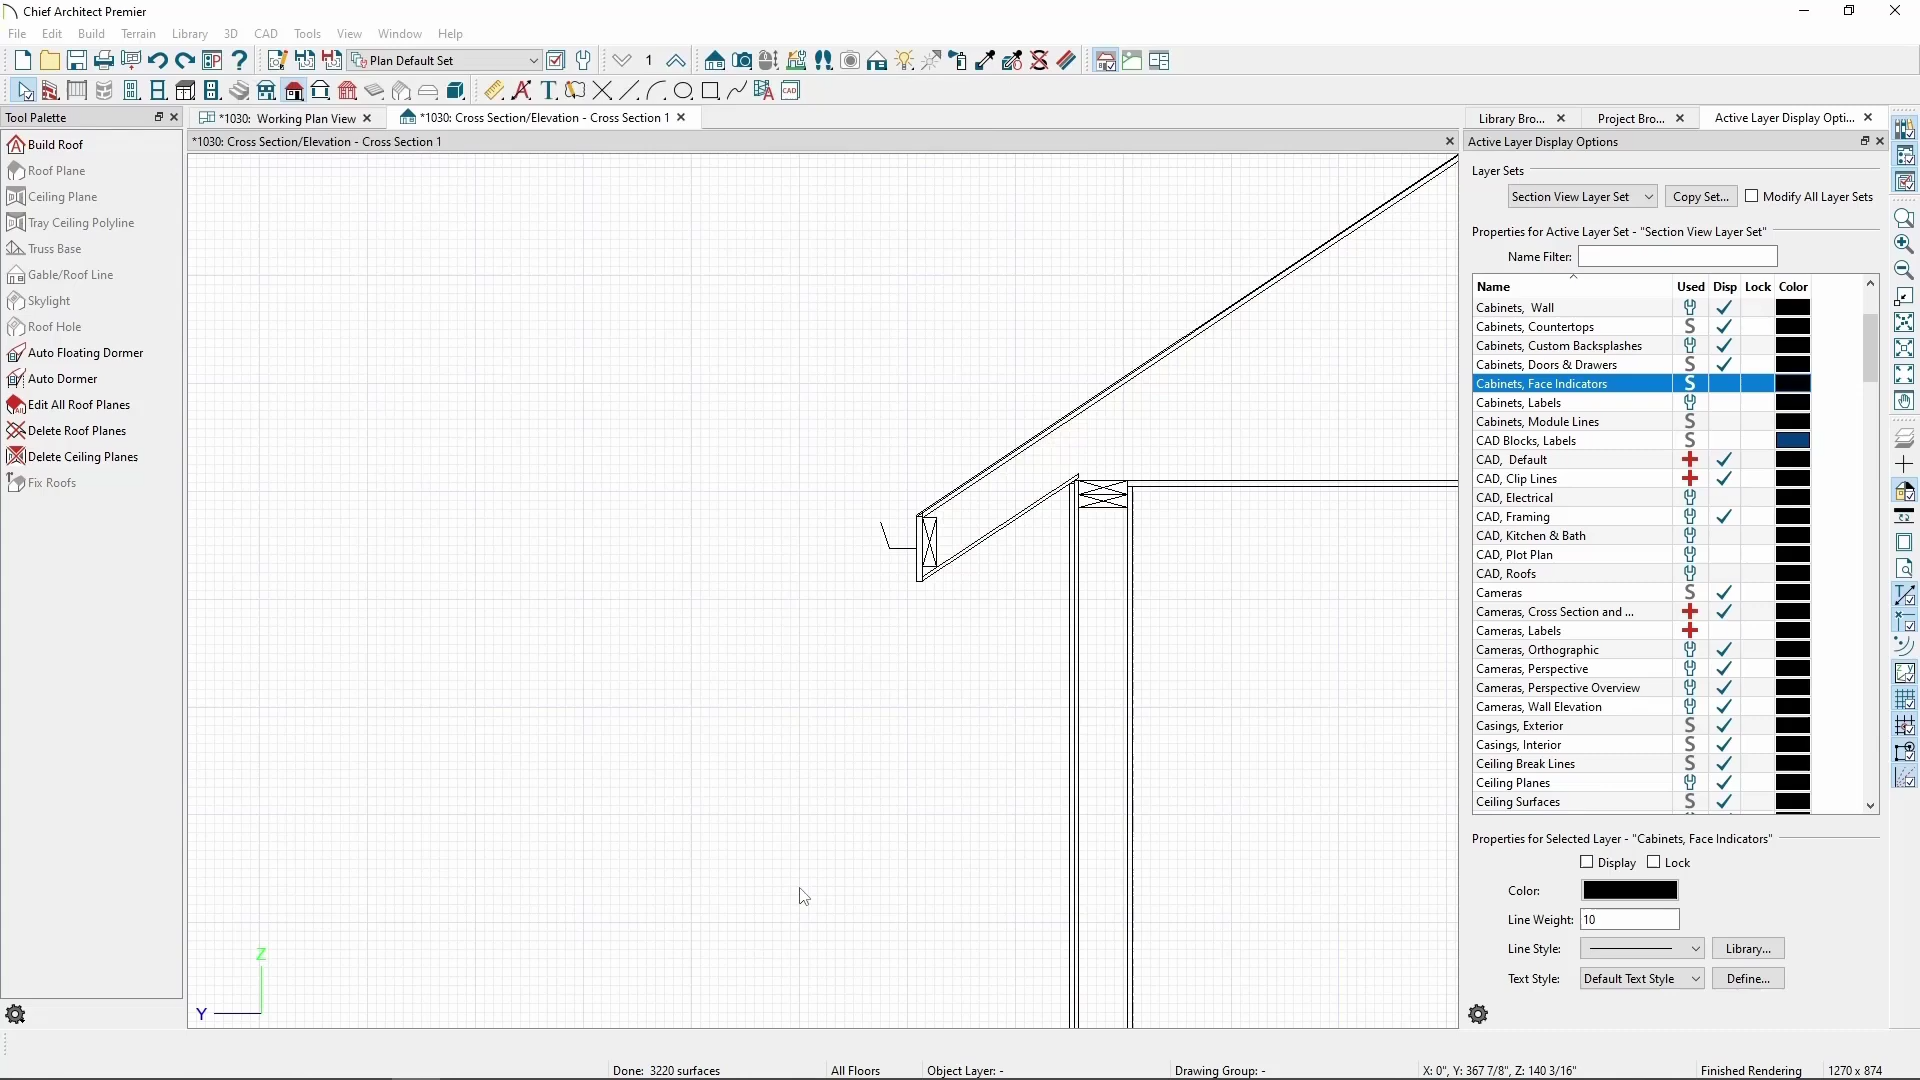 Chief Architect Premier
File Edit Build Terrain Library 3D CAD Tools View Window Help
Plan Default Set
1
Tool Palette
Build Roof
Roof Plane
Ceiling Plane
Tray Ceiling Polyline
Truss Base
Gable/Roof Line
Skylight
Roof Hole
Auto Floating Dormer
Auto Dormer
Edit All Roof Planes
Delete Roof Planes
Delete Ceiling Planes
Fix Roofs
*1030: Working Plan View
*1030: Cross Section/Elevation - Cross Section 1
*1030: Cross Section/Elevation - Cross Section 1
Z
Y
Library Bro...
Project Bro...
Active Layer Display Opti...
Active Layer Display Options
Layer Sets
Section View Layer Set
Copy Set...
Modify All Layer Sets
Properties for Active Layer Set - "Section View Layer Set"
Name Filter:
Name Used Disp Lock Color
Cabinets, Wall
Cabinets, Countertops S
Cabinets, Custom Backsplashes
Cabinets, Doors & Drawers S
Cabinets, Face Indicators S
Cabinets, Labels
Cabinets, Module Lines S
CAD Blocks, Labels S
CAD, Default
CAD, Clip Lines
CAD, Electrical
CAD, Framing
CAD, Kitchen & Bath
CAD, Plot Plan
CAD, Roofs
Cameras S
Cameras, Cross Section and ...
Cameras, Labels
Cameras, Orthographic
Cameras, Perspective
Cameras, Perspective Overview
Cameras, Wall Elevation
Casings, Exterior S
Casings, Interior S
Ceiling Break Lines S
Ceiling Planes
Ceiling Surfaces S
Properties for Selected Layer - "Cabinets, Face Indicators"
Display Lock
Color:
Line Weight: 10
Line Style: Library...
Text Style: Default Text Style Define...
Done: 3220 surfaces All Floors Object Layer: - Drawing Group: - X: 0", Y: 367 7/8", Z: 140 3/16" Finished Rendering 1270 x 874